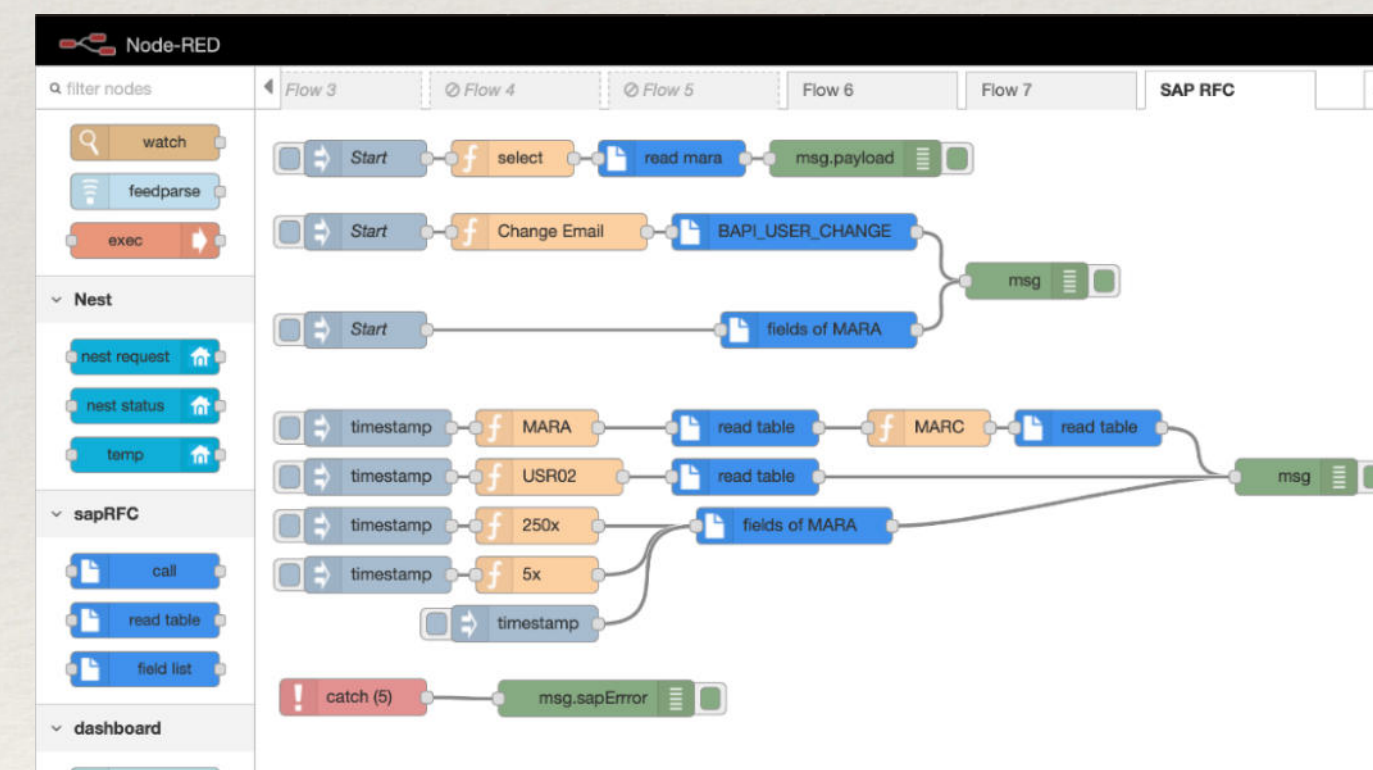 Node-RED
filter nodes
Flow 3
Flow 4
Flow 5
Flow 6
Flow 7
SAP RFC
watch
feedparse
exec
Nest
nest request
nest status
temp
sapRFC
call
read table
field list
dashboard
Start
select
read mara
msg.payload
Start
Change Email
BAPI_USER_CHANGE
msg
Start
fields of MARA
timestamp
MARA
read table
MARC
read table
timestamp
USR02
read table
msg
timestamp
250x
fields of MARA
timestamp
5x
timestamp
catch (5)
msg.sapErrror